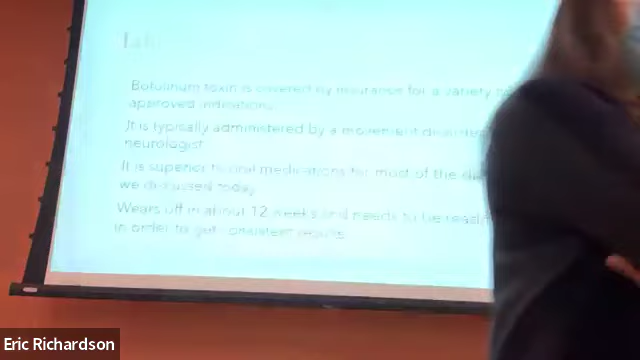 Botulinum toxin is covered by insurance for a variety
approved indications
It is typically administered by a movement
neurologist
It is superior to oral medications for most of the
we discussed today
Wears off in about 12 weeks and needs to be
in order to get consistent results
Eric Richardson